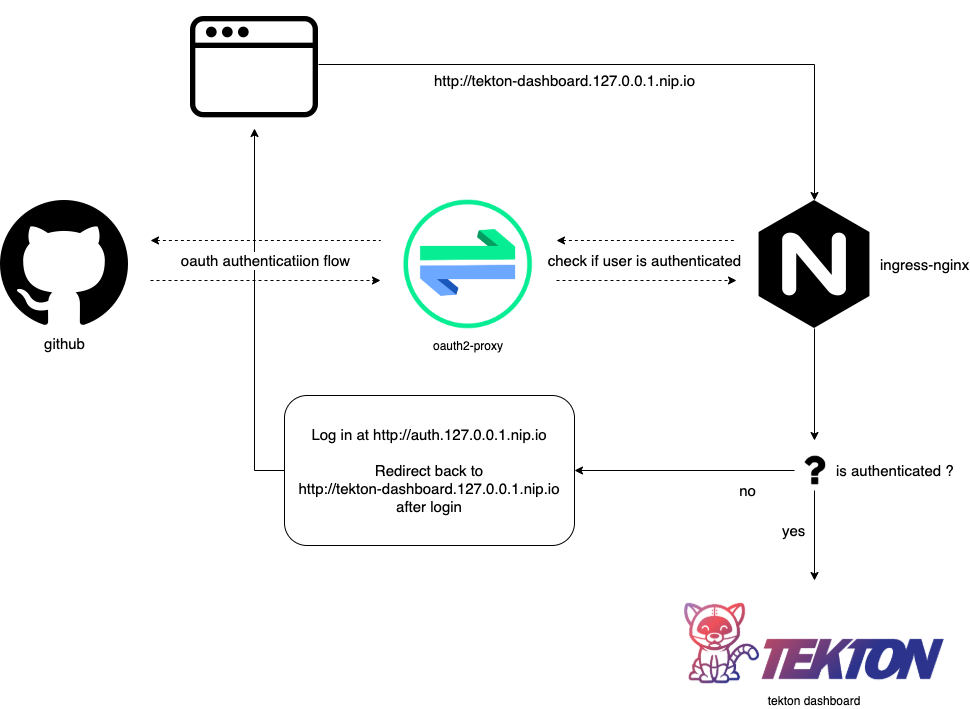 http://tekton-dashboard.127.0.0.1.nip.io
oauth authenticatiion flow
check if user is authenticated
N
ingress-nginx
github
oauth2-proxy
Log in at http://auth.127.0.0.1.nip.io
Redirect back to
http://tekton-dashboard.127.0.0.1.nip.io
after login
? is authenticated ?
no
yes
TEKTON
tekton dashboard